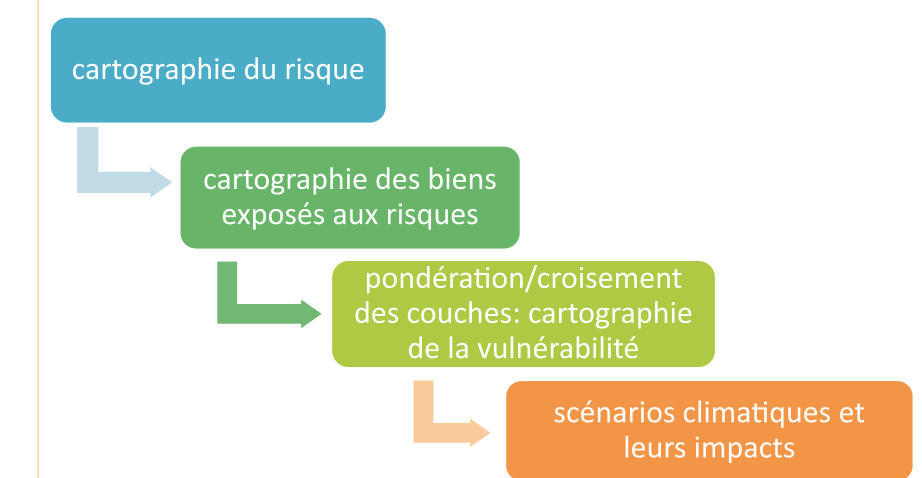 cartographie du risque
cartographie des biens
exposés aux risques
pondération/croisement
des couches: cartographie
de la vulnérabilité
scénarios climatiques et
leurs impacts